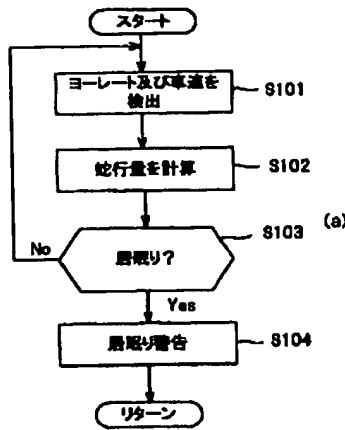 スタート
ヨーレート及び車速を
検出
S101
蛇行量を計算
S102
(a)
S103
居眠り?
No
Yes
居眠り警告
S104
リターン